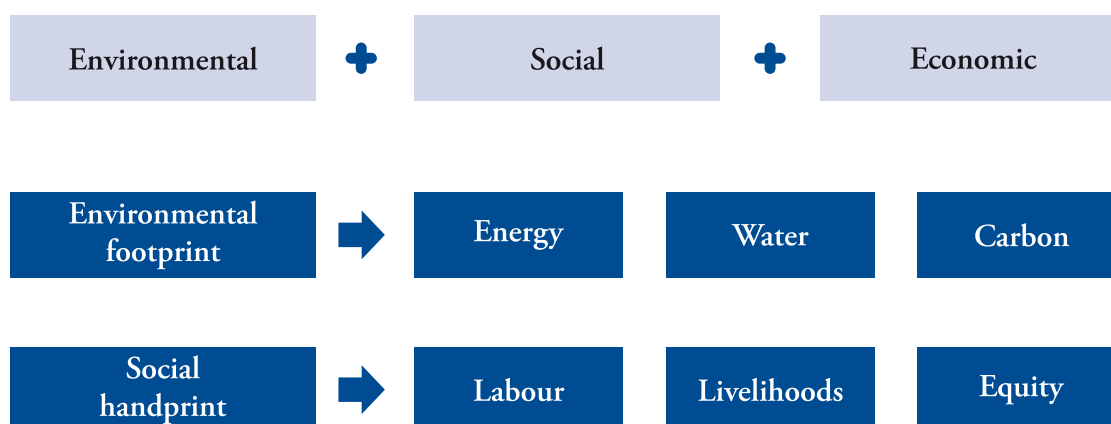 Environmental
Social
Economic
Environmental
footprint
Energy
Water
Carbon
Social
handprint
Labour
Livelihoods
Equity